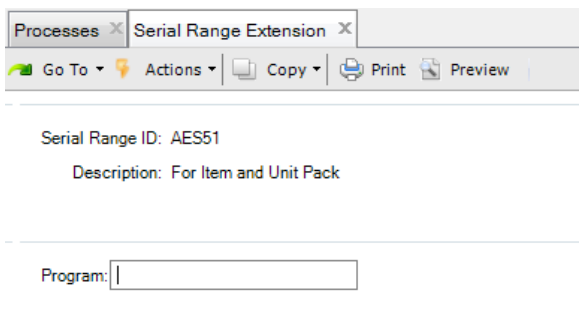 Processes Serial Range Extension
Go To Actions Copy Print Preview
Serial Range ID: AES51
Description: For Item and Unit Pack
Program: